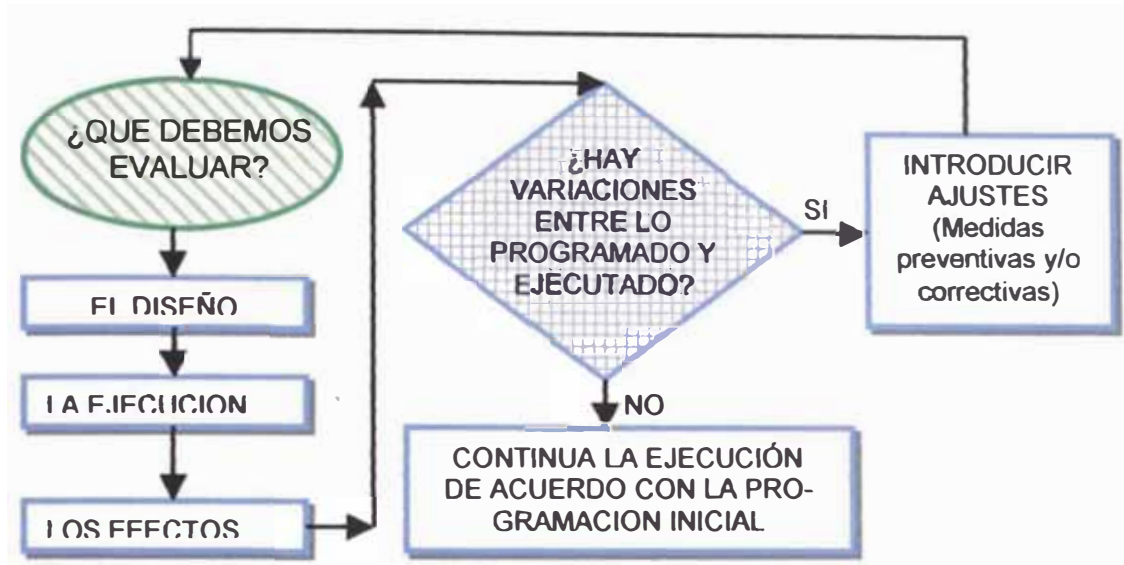 ¿QUE DEBEMOS
EVALUAR?
EL DISEÑO
LA EJECUCION
LOS EFECTOS
¿HAY
VARIACIONES
ENTRE LO
PROGRAMADO Y
EJECUTADO?
SI
INTRODUCIR
AJUSTES
(Medidas
preventivas y/o
correctivas)
NO
CONTINUA LA EJECUCIÓN
DE ACUERDO CON LA PRO-
GRAMACION INICIAL